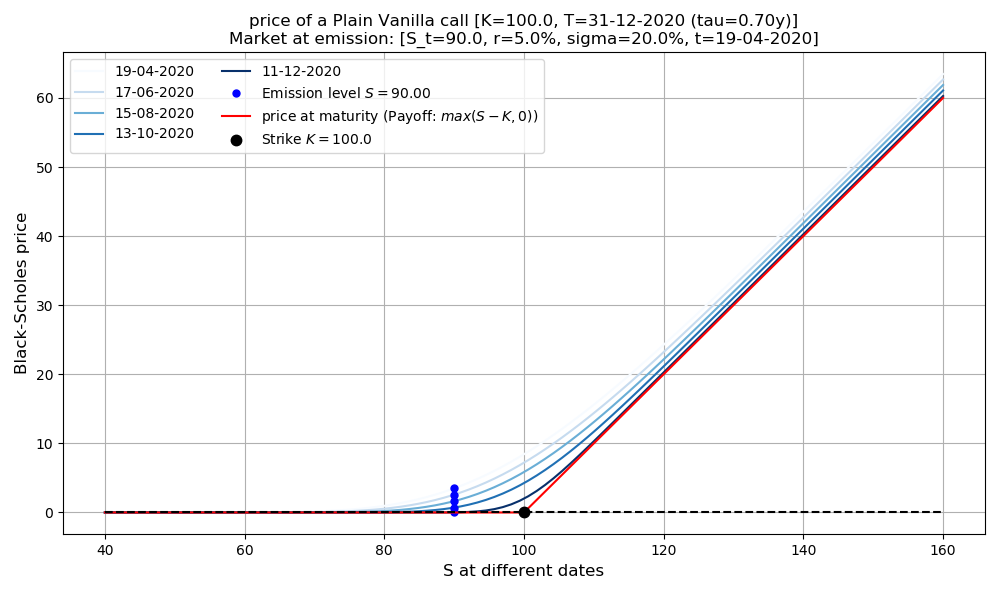 price of a Plain Vanilla call [K=100.0, T=31-12-2020 (tau=0.70y)]
Market at emission: [S_t=90.0, r=5.0%, sigma=20.0%, t=19-04-2020]
19-04-2020
17-06-2020
15-08-2020
13-10-2020
11-12-2020
Emission level S = 90.00
price at maturity (Payoff: max(S − K, 0))
Strike K = 100.0
Black-Scholes price
60
50
40
30
20
10
0
40 60 80 100 120 140 160
S at different dates